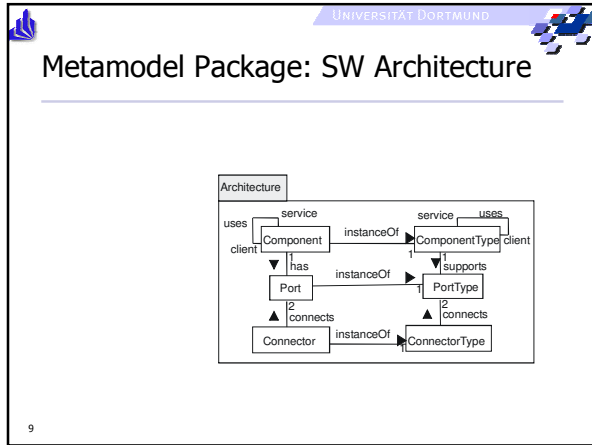 UNIVERSITÄT DORTMUND
Metamodel Package: SW Architecture
Architecture
uses service
client
Component
instanceOf
service uses
ComponentType
client
1
1
1
has
supports
Port
instanceOf
1
PortType
2
connects
2
connects
Connector
instanceOf
1
ConnectorType
9